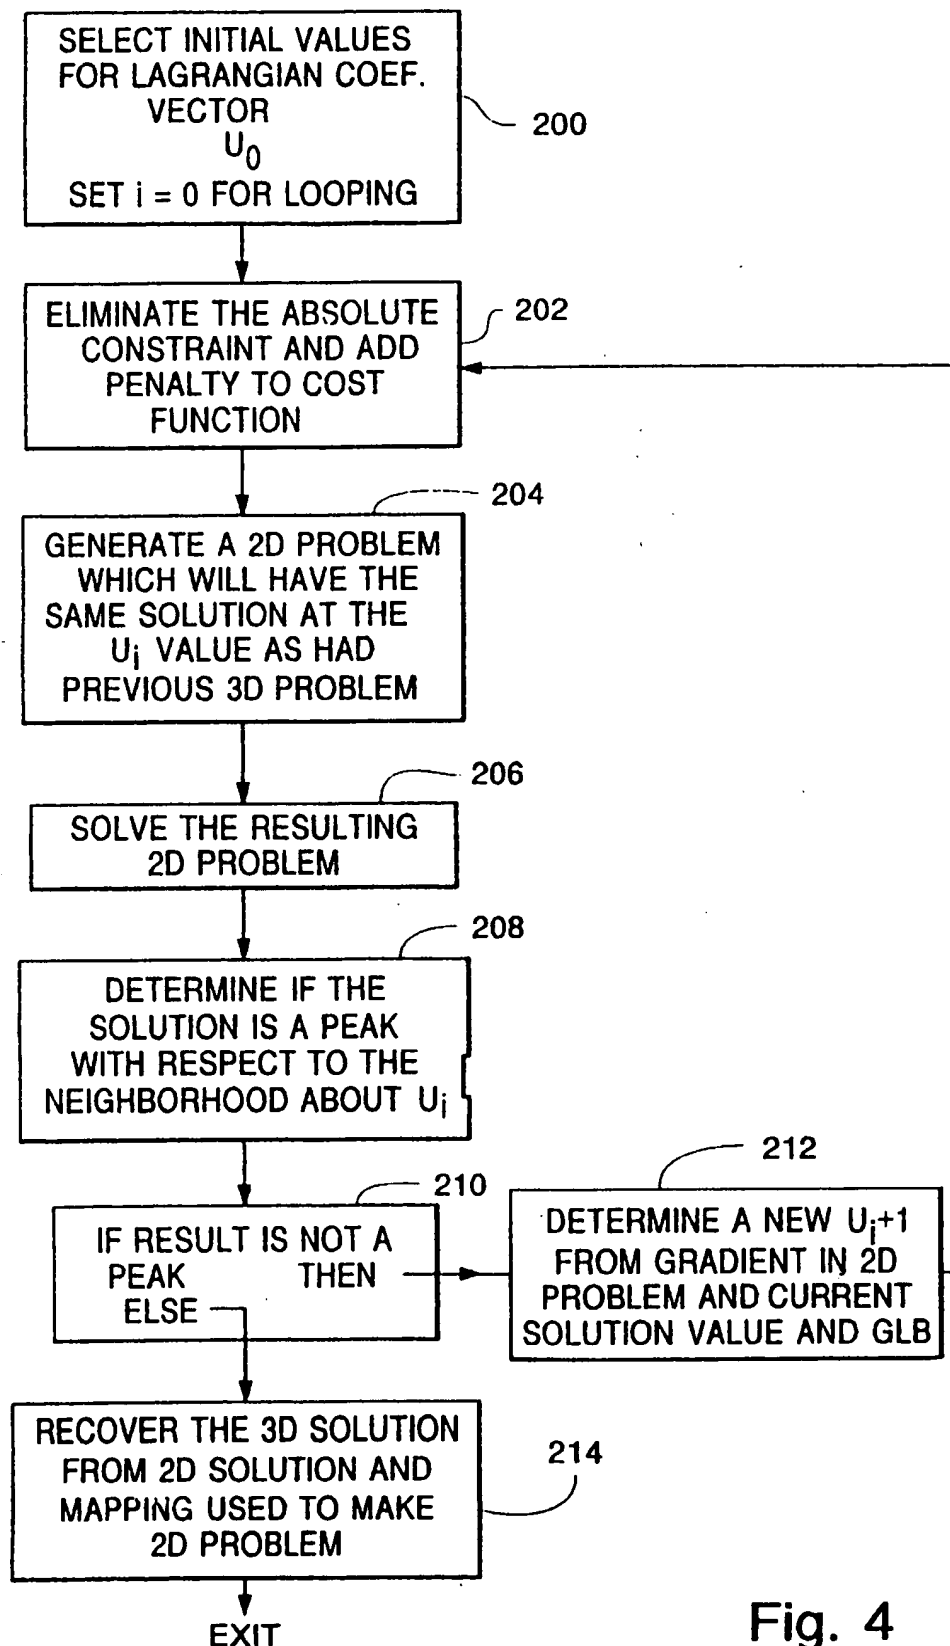 SELECT INITIAL VALUES
FOR LAGRANGIAN COEF.
VECTOR
U0
SET i = 0 FOR LOOPING
200
ELIMINATE THE ABSOLUTE
CONSTRAINT AND ADD
PENALTY TO COST
FUNCTION
202
204
GENERATE A 2D PROBLEM
WHICH WILL HAVE THE
SAME SOLUTION AT THE
Ui VALUE AS HAD
PREVIOUS 3D PROBLEM
206
SOLVE THE RESULTING
2D PROBLEM
208
DETERMINE IF THE
SOLUTION IS A PEAK
WITH RESPECT TO THE
NEIGHBORHOOD ABOUT Ui
210
IF RESULT IS NOT A
PEAK THEN
ELSE
212
DETERMINE A NEW Ui+1
FROM GRADIENT IN 2D
PROBLEM AND CURRENT
SOLUTION VALUE AND GLB
RECOVER THE 3D SOLUTION
FROM 2D SOLUTION AND
MAPPING USED TO MAKE
2D PROBLEM
214
EXIT
Fig. 4